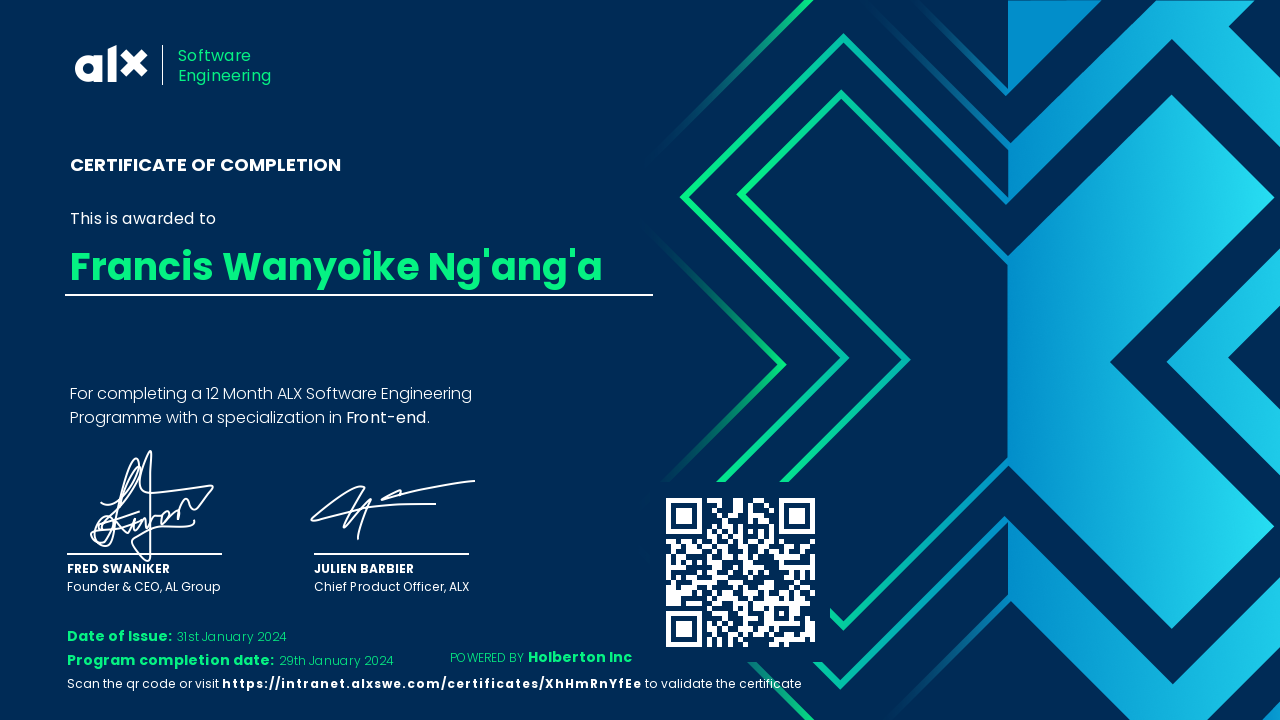 alx
Software
Engineering
CERTIFICATE OF COMPLETION
This is awarded to
Francis Wanyoike Ng'ang'a
For completing a 12 Month ALX Software Engineering
Programme with a specialization in Front-end.
FRED SWANIKER
Founder & CEO, AL Group
JULIEN BARBIER
Chief Product Officer, ALX
Date of Issue: 31st January 2024
Program completion date: 29th January 2024
POWERED BY Holberton Inc
Scan the qr code or visit https://intranet.alxswe.com/certificates/XhHmRnYfEe to validate the certificate